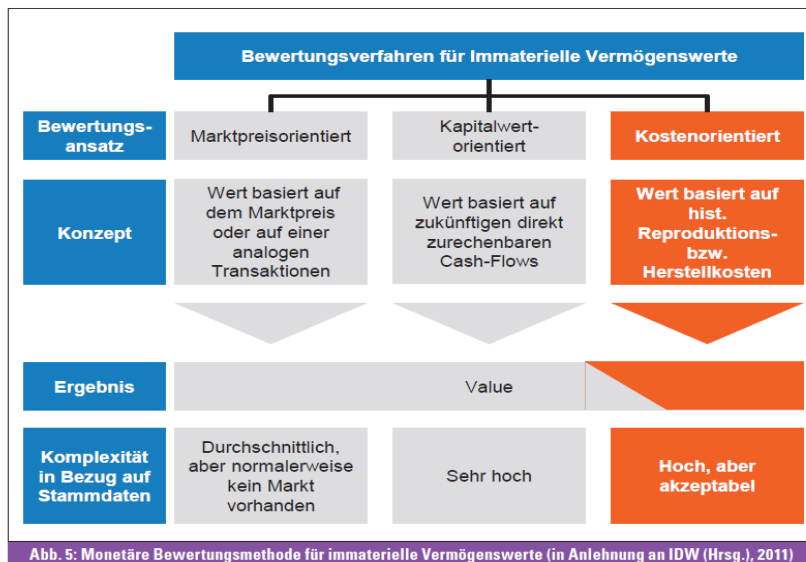 Bewertungsverfahren für Immaterielle Vermögenswerte
Bewertungs-
ansatz
Marktpreisorientiert
Kapitalwert-
orientiert
Kostenorientiert
Konzept
Wert basiert auf
dem Marktpreis
oder auf einer
analogen
Transaktionen
Wert basiert auf
zukünftigen direkt
zurechenbaren
Cash-Flows
Wert basiert auf
hist.
Reproduktions-
bzw.
Herstellkosten
Ergebnis
Value
Komplexität
in Bezug auf
Stammdaten
Durchschnittlich,
aber normalerweise
kein Markt
vorhanden
Sehr hoch
Hoch, aber
akzeptabel
Abb. 5: Monetäre Bewertungsmethode für immaterielle Vermögenswerte (in Anlehnung an IDW (Hrsg.), 2011)